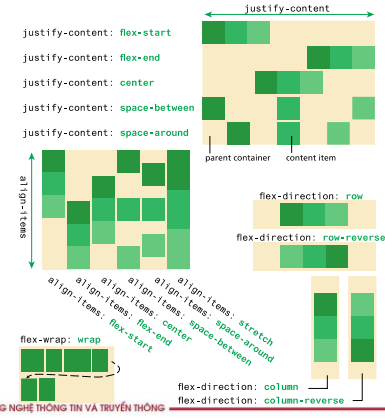 justify-content
justify-content: flex-start
justify-content: flex-end
justify-content: center
justify-content: space-between
justify-content: space-around
parent container
content item
align-items
align-items: flex-start
align-items: flex-end
align-items: center
align-items: space-between
align-items: space-around
align-items: stretch
flex-direction: row
flex-direction: row-reverse
flex-wrap: wrap
flex-direction: column
flex-direction: column-reverse
G NGHỆ THÔNG TIN VÀ TRUYỀN THÔNG